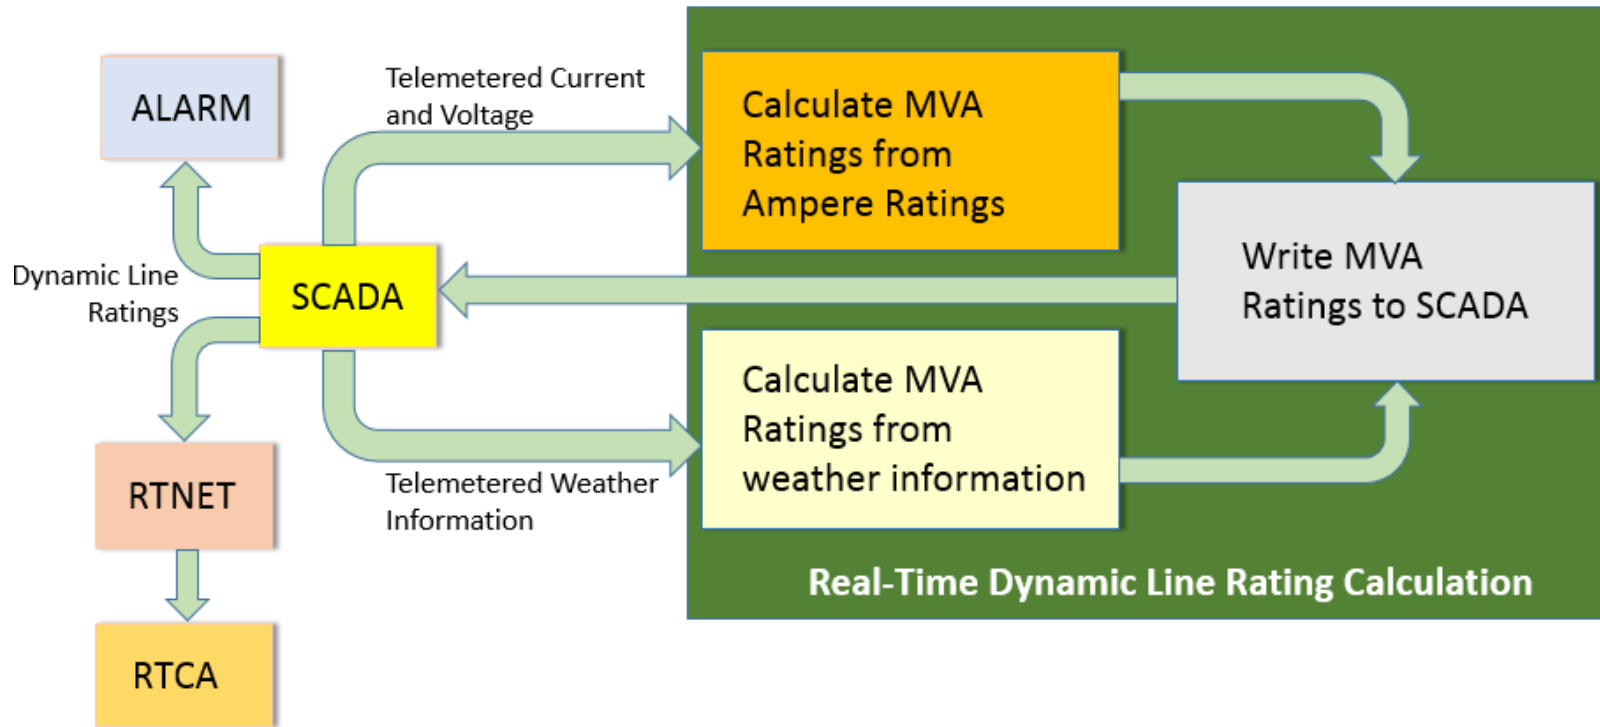 ALARM
Telemetered Current
and Voltage
Calculate MVA
Ratings from
Ampere Ratings
Dynamic Line
Ratings
SCADA
Write MVA
Ratings to SCADA
Calculate MVA
Ratings from
weather information
RTNET
Telemetered Weather
Information
Real-Time Dynamic Line Rating Calculation
RTCA